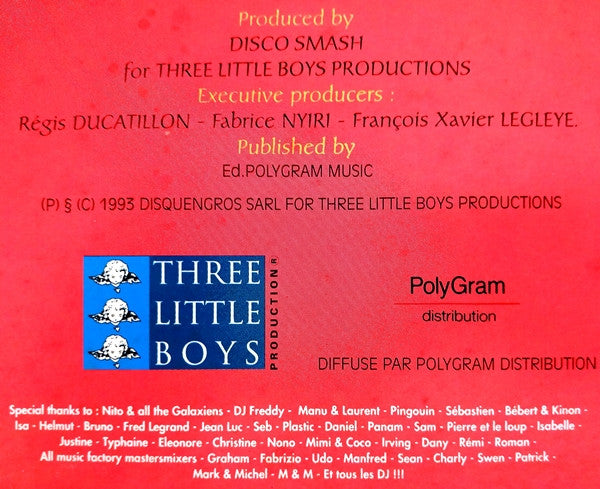 Produced by
DISCO SMASH
for THREE LITTLE BOYS PRODUCTIONS
Executive producers :
Régis DUCATILLON - Fabrice NYIRI - François Xavier LEGLEYE.
Published by
Ed.POLYGRAM MUSIC
(P) § (C) 1993 DISQUENGROS SARL FOR THREE LITTLE BOYS PRODUCTIONS
THREE
LITTLE
BOYS
PRODUCTION®
PolyGram
distribution
DIFFUSE PAR POLYGRAM DISTRIBUTION
Special thanks to : Nito & all the Galaxiens - DJ Freddy - Manu & Laurent - Pingouin - Sébastien - Bébert & Kinon -
Isa - Helmut - Bruno - Fred Legrand - Jean Luc - Seb - Plastic - Daniel - Panam - Sam - Pierre et le loup - Isabelle -
Justine - Typhaine - Eleonore - Christine - Nono - Mimi & Coco - Irving - Dany - Rémi - Roman -
All music factory mastersmixers - Graham - Fabrizio - Udo - Manfred - Sean - Charly - Swen - Patrick -
Mark & Michel - M & M - Et tous les DJ !!!